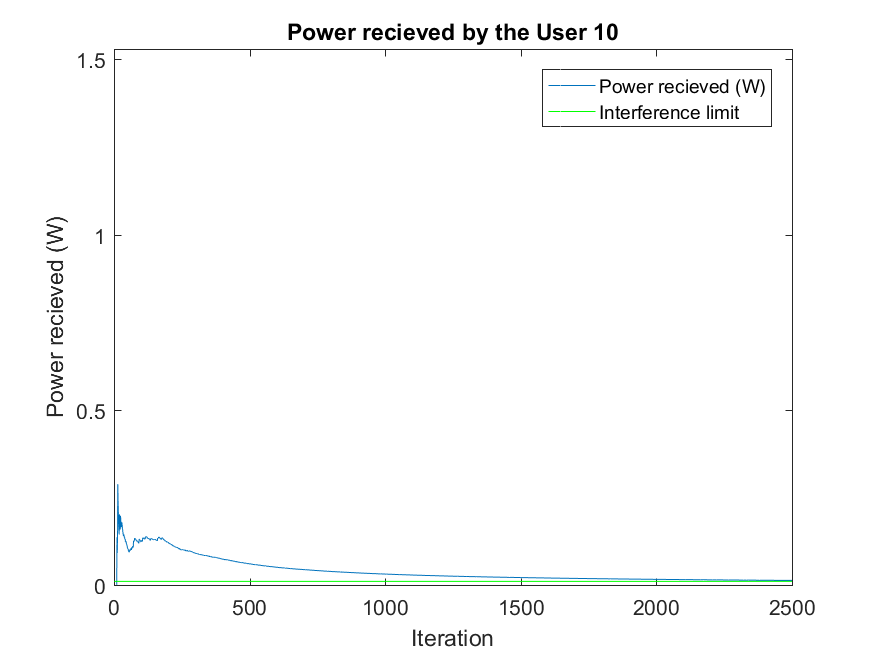 Power recieved by the User 10
1.5
1
0.5
0
Power recieved (W)
Power recieved (W)
Interference limit
0
500
1000
1500
2000
2500
Iteration